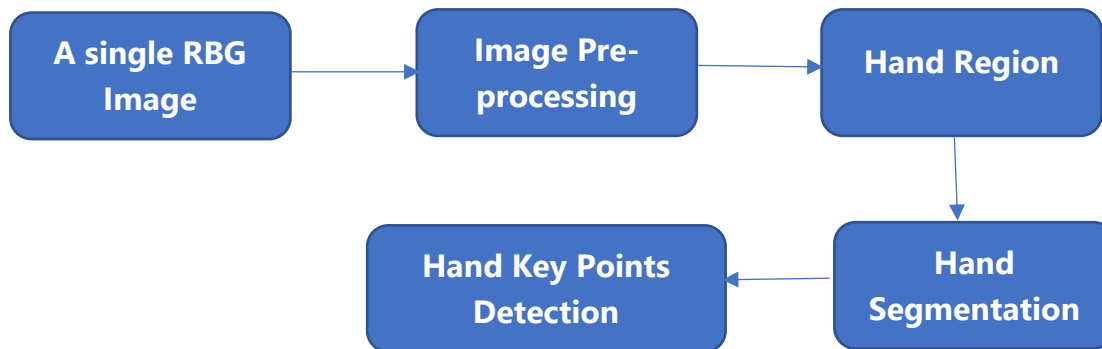 A single RBG
Image
Image Pre-
processing
Hand Region
Hand
Segmentation
Hand Key Points
Detection